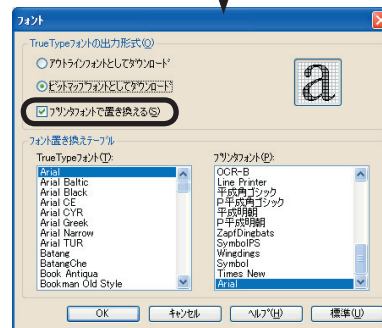 フォント
TrueTypeフォントの出力形式(O)
アウトラインフォントとしてダウンロード
ビットマップフォントとしてダウンロード
プリンタフォントで置き換える(S)
a
フォント置き換えテーブル
TrueTypeフォント(T):
Arial
Arial Baltic
Arial Black
Arial CE
Arial CYR
Arial Greek
Arial Narrow
Arial TUR
Batang
BatangChe
Book Antiqua
Bookman Old Style
プリンタフォント(P):
OCR-B
Line Printer
平成角ゴシック
P平成角ゴシック
平成明朝
P平成明朝
ZapfDingbats
SymbolPS
Wingdings
Symbol
Times New
Arial
OK
キャンセル
ヘルプ(H)
標準(U)